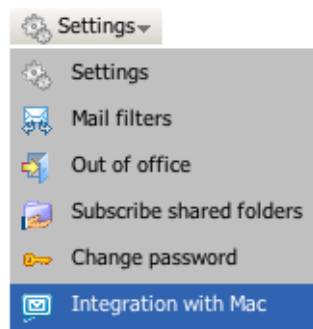 Settings
Settings
Mail filters
Out of office
Subscribe shared folders
Change password
Integration with Mac